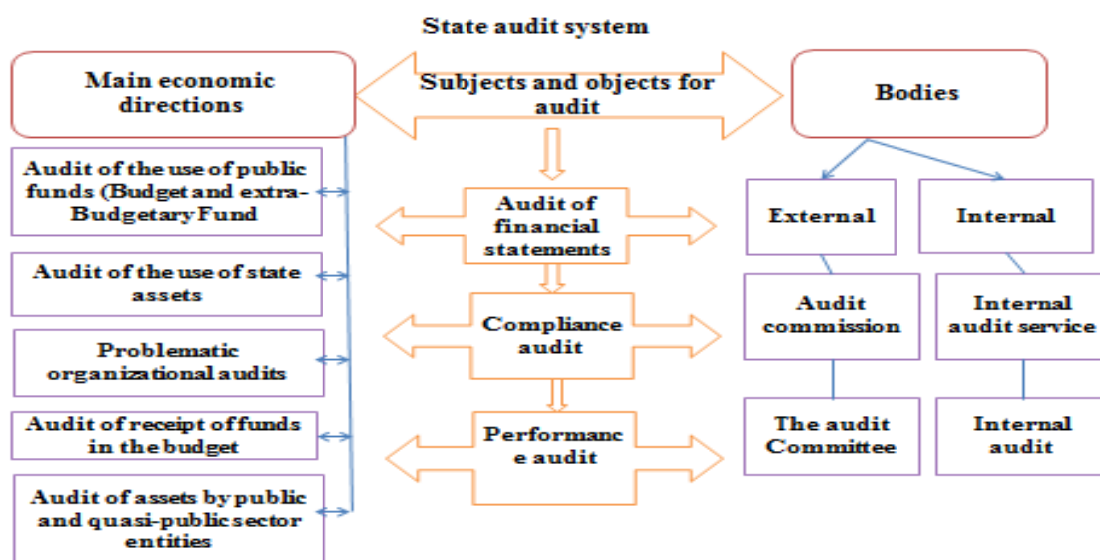 State audit system
Main economic
directions
Subjects and objects for
audit
Bodies
Audit of the use of public
funds (Budget and extra-
Budgetary Fund
Audit of the use of state
assets
Problematic
organizational audits
Audit of receipt of funds
in the budget
Audit of assets by public
and quasi-public sector
entities
Audit of
financial
statements
Compliance
audit
Performanc
e audit
External
Internal
Audit
commission
Internal
audit service
The audit
Committee
Internal
audit